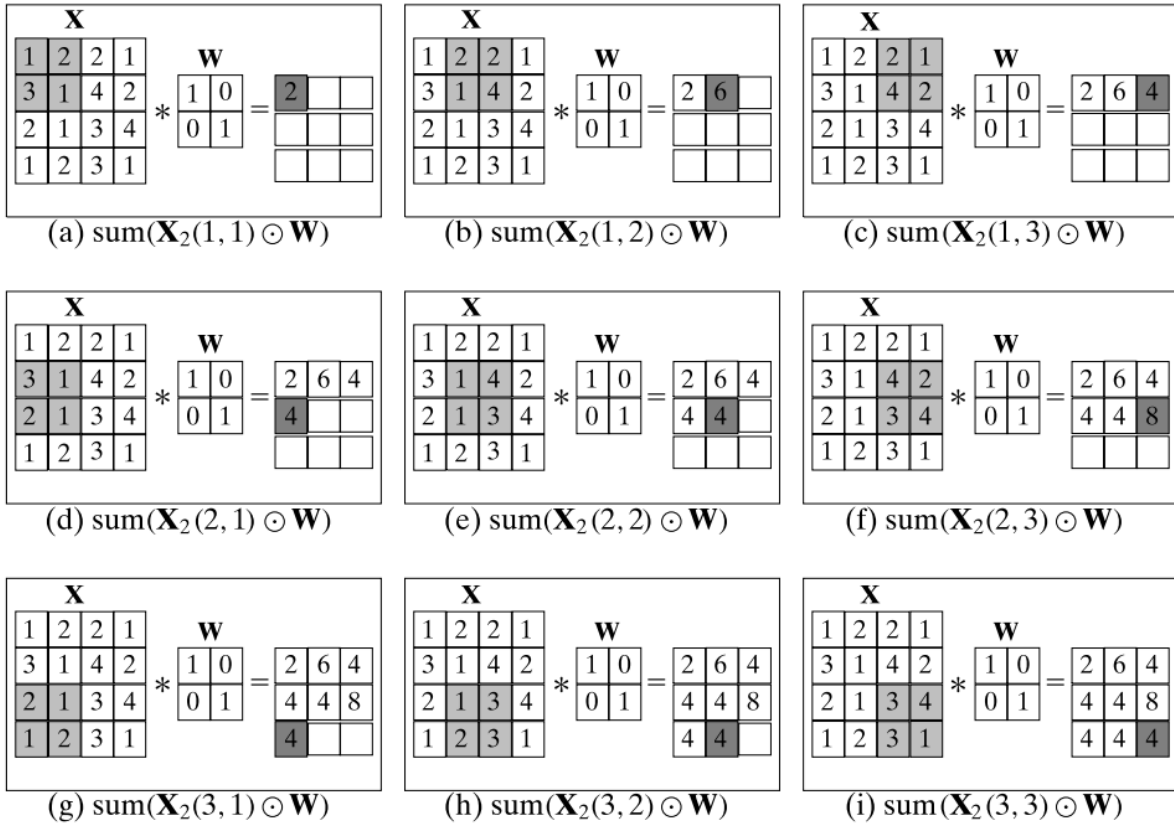 X X X
1 2 2 1 1 2 2 1 1 2 2 1
W W W
3 1 4 2 * 1 0 = 2 3 1 4 2 * 1 0 = 2 6 3 1 4 2 * 1 0 = 2 6 4
2 1 3 4 0 1 2 1 3 4 0 1 2 1 3 4 0 1
1 2 3 1 1 2 3 1 1 2 3 1
(a) sum(X₂(1, 1) ⊙ W) (b) sum(X₂(1, 2) ⊙ W) (c) sum(X₂(1, 3) ⊙ W)
X X X
1 2 2 1 1 2 2 1 1 2 2 1
W W W
3 1 4 2 * 1 0 = 2 6 4 3 1 4 2 * 1 0 = 2 6 4 3 1 4 2 * 1 0 = 2 6 4
2 1 3 4 0 1 4 2 1 3 4 0 1 4 4 2 1 3 4 0 1 4 4 8
1 2 3 1 1 2 3 1 1 2 3 1
(d) sum(X₂(2, 1) ⊙ W) (e) sum(X₂(2, 2) ⊙ W) (f) sum(X₂(2, 3) ⊙ W)
X X X
1 2 2 1 1 2 2 1 1 2 2 1
W W W
3 1 4 2 * 1 0 = 2 6 4 3 1 4 2 * 1 0 = 2 6 4 3 1 4 2 * 1 0 = 2 6 4
2 1 3 4 0 1 4 4 8 2 1 3 4 0 1 4 4 8 2 1 3 4 0 1 4 4 8
1 2 3 1 4 1 2 3 1 4 4 1 2 3 1 4 4 4
(g) sum(X₂(3, 1) ⊙ W) (h) sum(X₂(3, 2) ⊙ W) (i) sum(X₂(3, 3) ⊙ W)